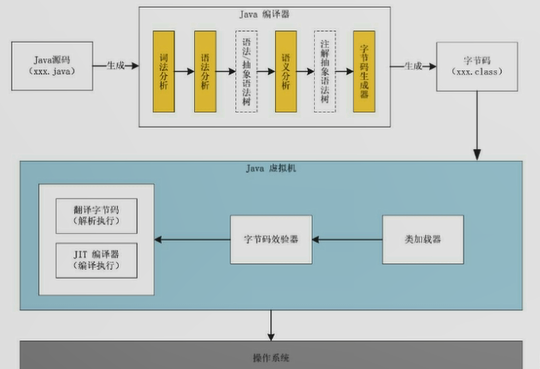 Java 编译器
Java源码
（xxx.java）
生成
词法分析
语法分析
语法/抽象语法树
语义分析
注解抽象语法树
字节码生成器
生成
字节码
（xxx.class）
Java 虚拟机
翻译字节码
（解析执行）
JIT 编译器
（编译执行）
字节码效验器
类加载器
操作系统